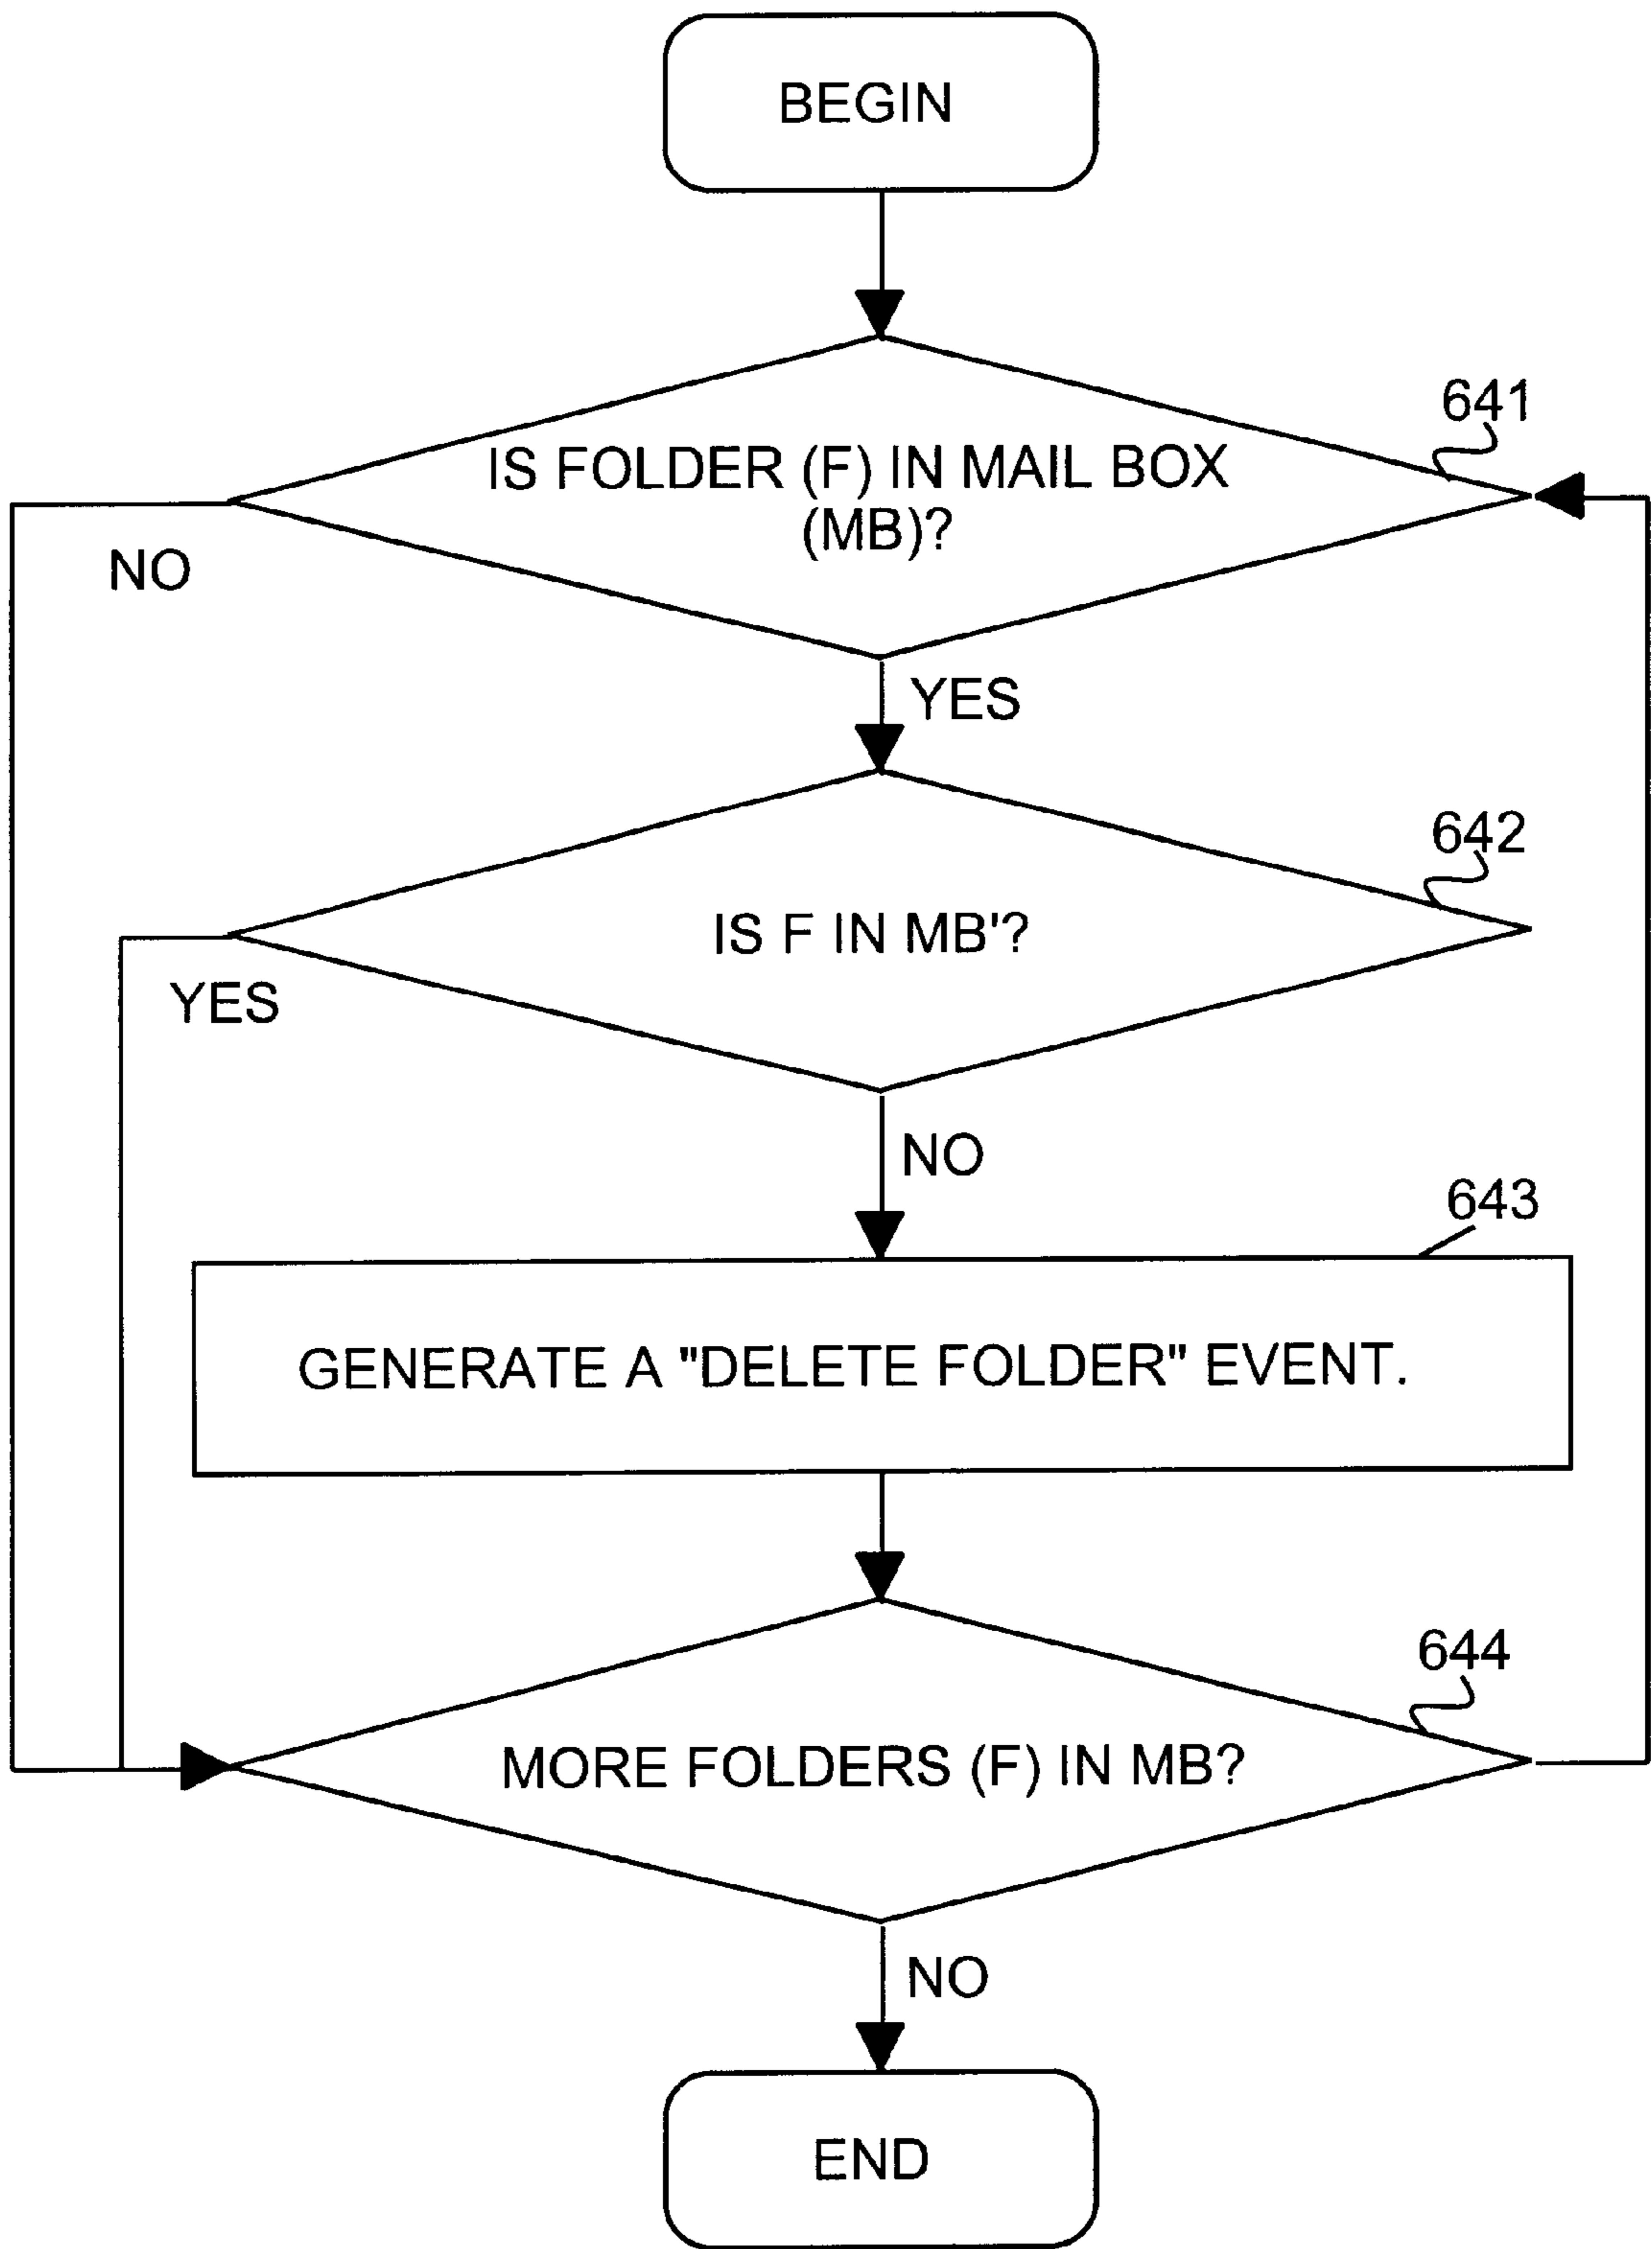 BEGIN
641
IS FOLDER (F) IN MAIL BOX
(MB)?
NO
YES
642
IS F IN MB'?
YES
NO
643
GENERATE A "DELETE FOLDER" EVENT.
644
MORE FOLDERS (F) IN MB?
NO
END